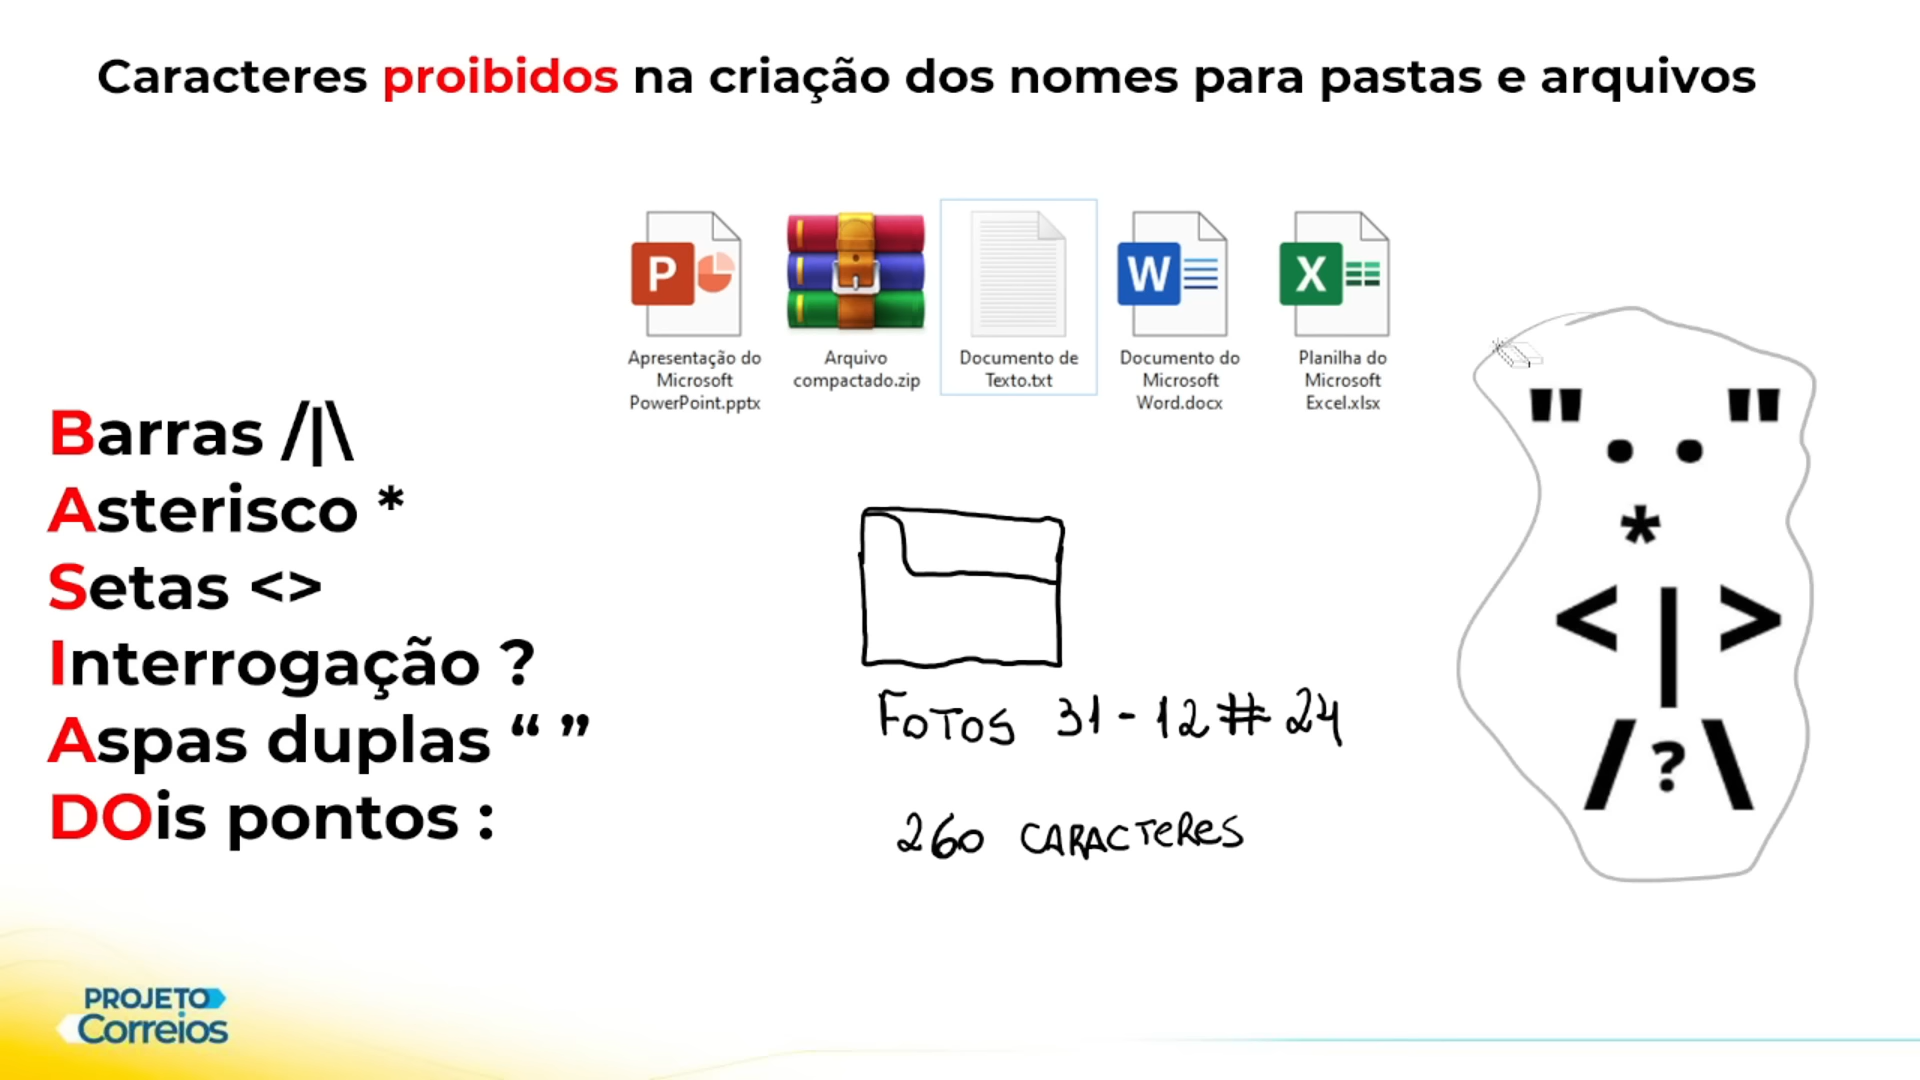 Caracteres proibidos na criação dos nomes para pastas e arquivos
P
W
X
Apresentação do
Microsoft
PowerPoint.pptx
Arquivo
compactado.zip
Documento de
Texto.txt
Documento do
Microsoft
Word.docx
Planilha do
Microsoft
Excel.xlsx
Barras /|\
Asterisco *
Setas <>
Interrogação ?
Aspas duplas “ ”
DOis pontos :
FOTOS 31-12#24
260 CARACTERES
" . . "
*
< | >
/ ? \
PROJETO
Correios